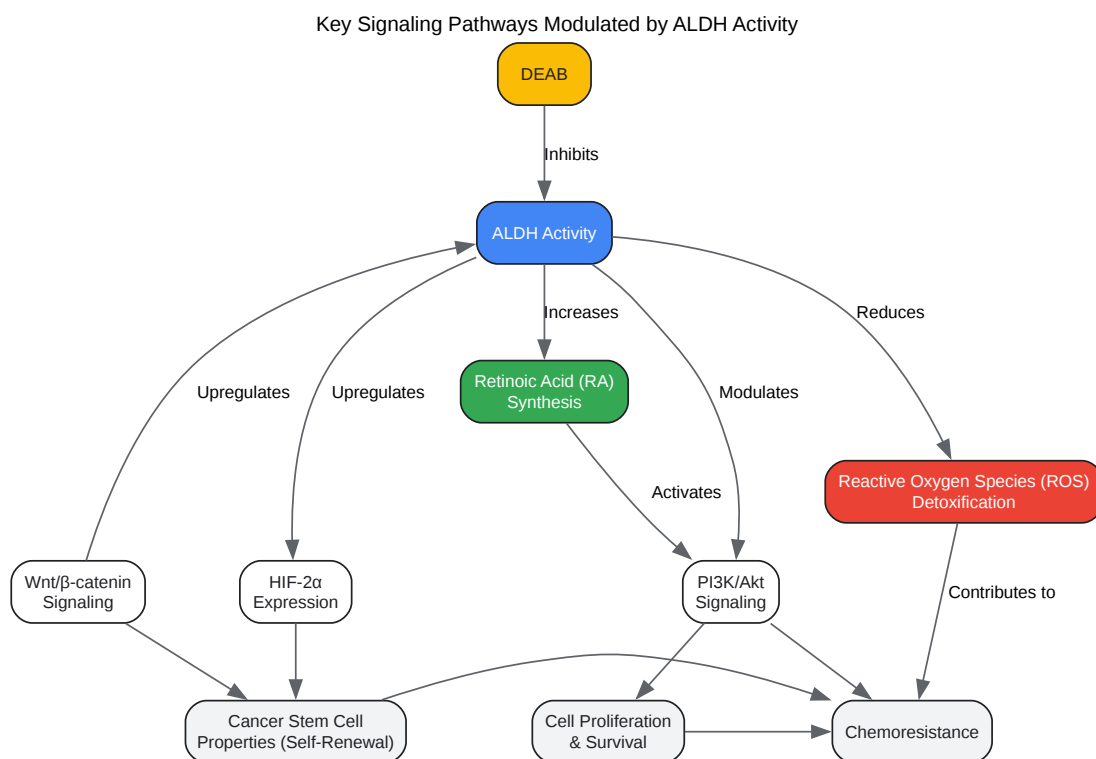 Key Signaling Pathways Modulated by ALDH Activity
DEAB
Inhibits
ALDH Activity
Increases
Reduces
Upregulates
Upregulates
Retinoic Acid (RA)
Synthesis
Modulates
Activates
Reactive Oxygen Species (ROS)
Detoxification
Wnt/β-catenin
Signaling
HIF-2α
Expression
PI3K/Akt
Signaling
Contributes to
Cancer Stem Cell
Properties (Self-Renewal)
Cell Proliferation
& Survival
Chemoresistance